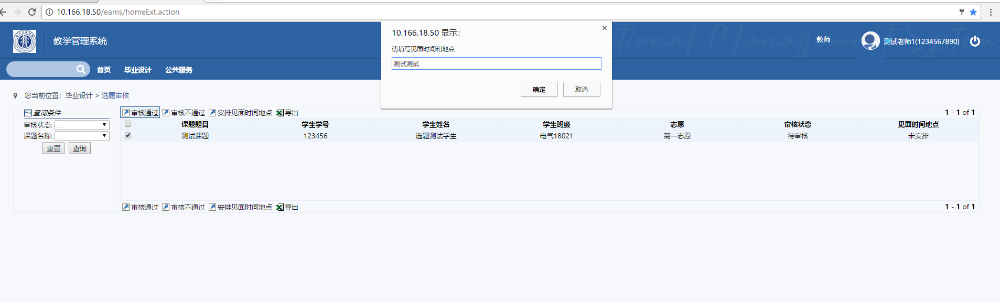 10.166.18.50/eams/homeExt.action
教学管理系统
教师
测试老师1(1234567890)
10.166.18.50 显示：
请填写见面时间和地点
测试测试
确定 取消
首页 毕业设计 公共服务
您当前位置：毕业设计 > 选题审核
查询条件
审核状态: ...
课题名称: ...
重置 查询
审核通过 审核不通过 安排见面时间地点 导出 1 - 1 of 1
课题题目 学生学号 学生姓名 学生班级 志愿 审核状态 见面时间地点
测试课题 123456 选题测试学生 电气18021 第一志愿 待审核 未安排
审核通过 审核不通过 安排见面时间地点 导出 1 - 1 of 1